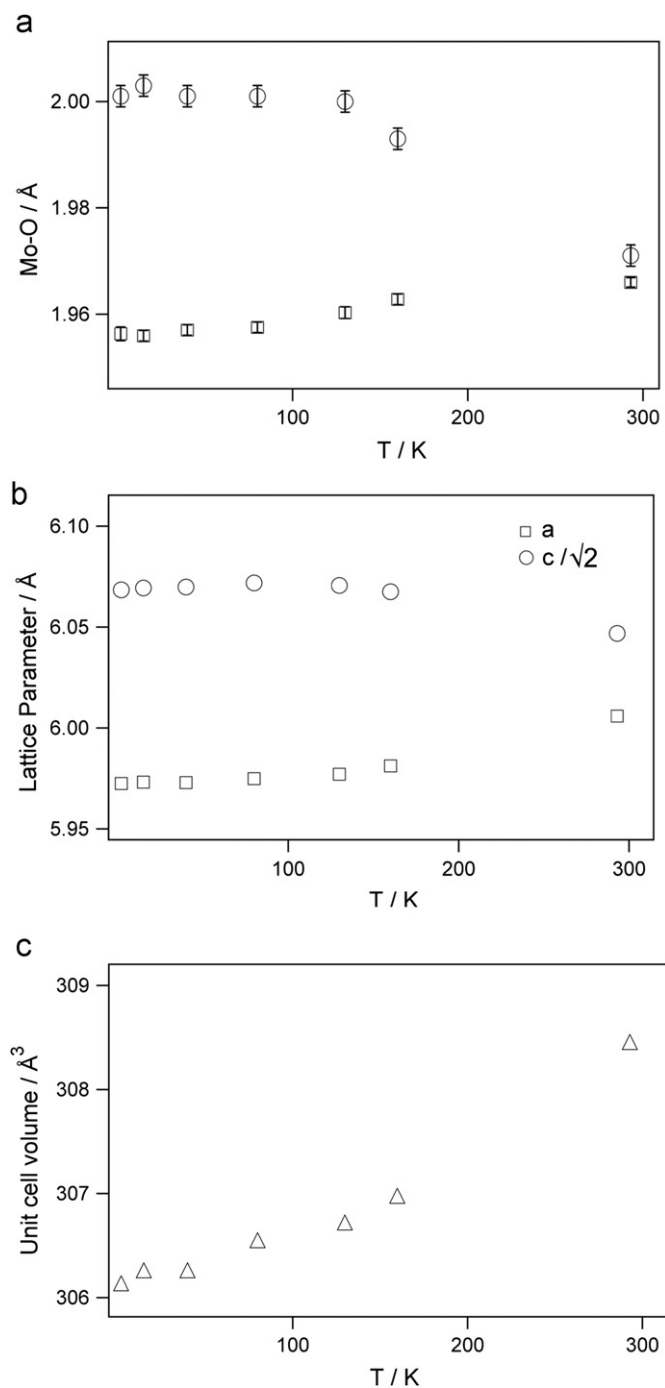 a
2.00
1.98
1.96
Mo-O / Å
100
200
300
T / K
b
6.10
6.05
6.00
5.95
Lattice Parameter / Å
a
c / √2
100
200
300
T / K
c
309
308
307
306
Unit cell volume / Å³
100
200
300
T / K